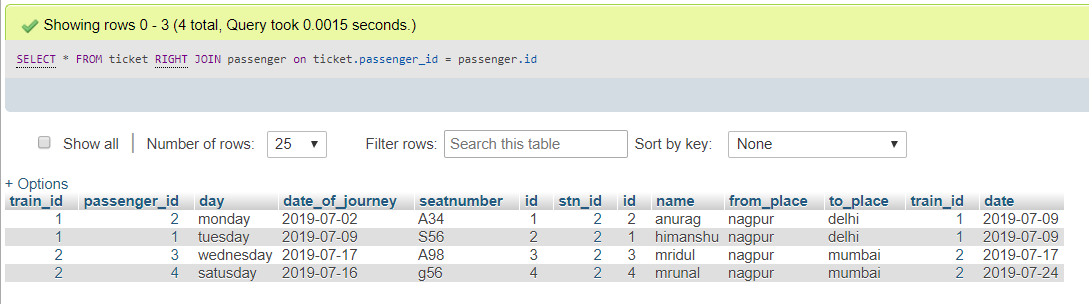 Showing rows 0 - 3 (4 total, Query took 0.0015 seconds.)
SELECT * FROM ticket RIGHT JOIN passenger on ticket.passenger_id = passenger.id
Show all Number of rows: 25 Filter rows: Search this table Sort by key: None
+ Options
train_id passenger_id day date_of_journey seatnumber id stn_id id name from_place to_place train_id date
1 2 monday 2019-07-02 A34 1 2 2 anurag nagpur delhi 1 2019-07-09
1 1 tuesday 2019-07-09 S56 2 2 1 himanshu nagpur delhi 1 2019-07-09
2 3 wednesday 2019-07-17 A98 3 2 3 mridul nagpur mumbai 2 2019-07-17
2 4 satusday 2019-07-16 g56 4 2 4 mrunal nagpur mumbai 2 2019-07-24